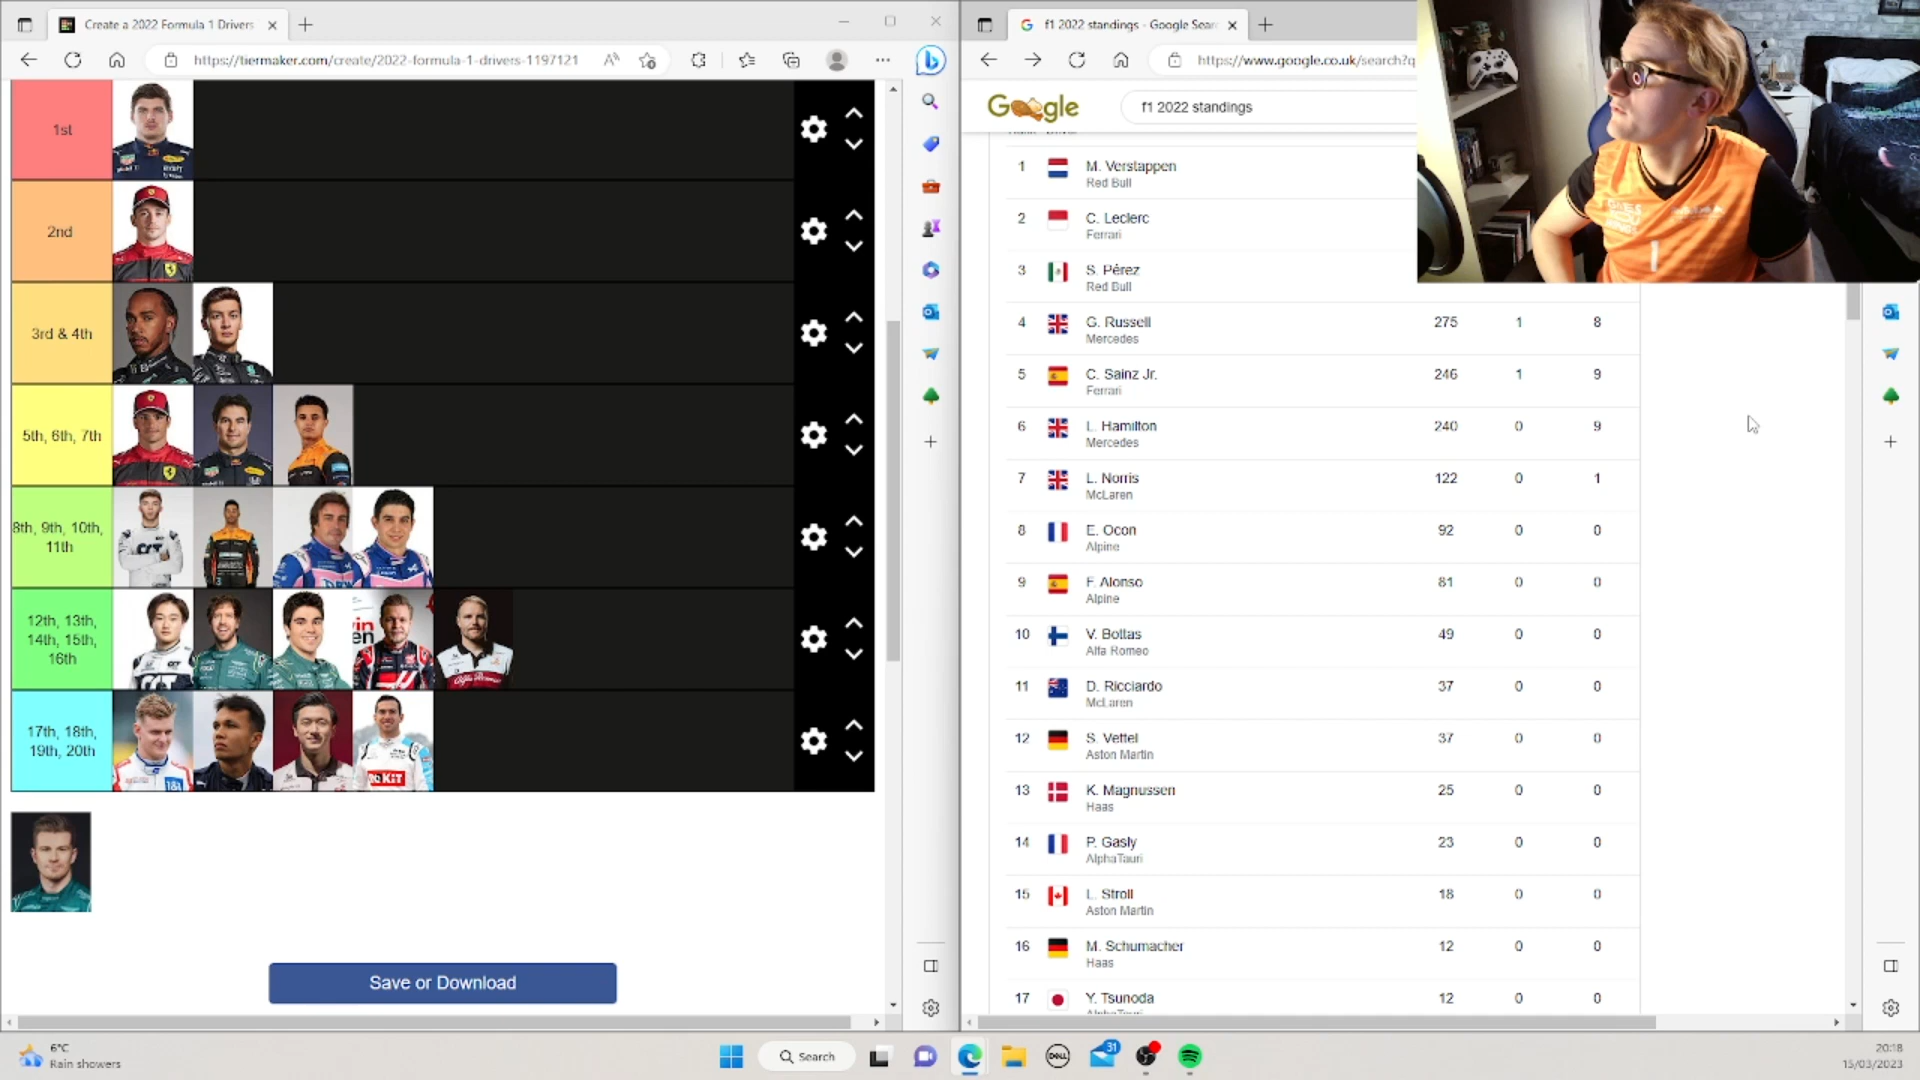 Create a 2022 Formula 1 Drivers
https://tiermaker.com/create/2022-formula-1-drivers-1197121
1st
2nd
3rd & 4th
5th, 6th, 7th
8th, 9th, 10th,
11th
12th, 13th,
14th, 15th,
16th
17th, 18th,
19th, 20th
Save or Download
f1 2022 standings - Google Sear
https://www.google.co.uk/search?q
Google
f1 2022 standings
1 M. Verstappen
Red Bull
2 C. Leclerc
Ferrari
3 S. Pérez
Red Bull
4 G. Russell 275 1 8
Mercedes
5 C. Sainz Jr. 246 1 9
Ferrari
6 L. Hamilton 240 0 9
Mercedes
7 L. Norris 122 0 1
McLaren
8 E. Ocon 92 0 0
Alpine
9 F. Alonso 81 0 0
Alpine
10 V. Bottas 49 0 0
Alfa Romeo
11 D. Ricciardo 37 0 0
McLaren
12 S. Vettel 37 0 0
Aston Martin
13 K. Magnussen 25 0 0
Haas
14 P. Gasly 23 0 0
AlphaTauri
15 L. Stroll 18 0 0
Aston Martin
16 M. Schumacher 12 0 0
Haas
17 Y. Tsunoda 12 0 0
6°C
Rain showers
Search
DELL
31
20:18
15/03/2023